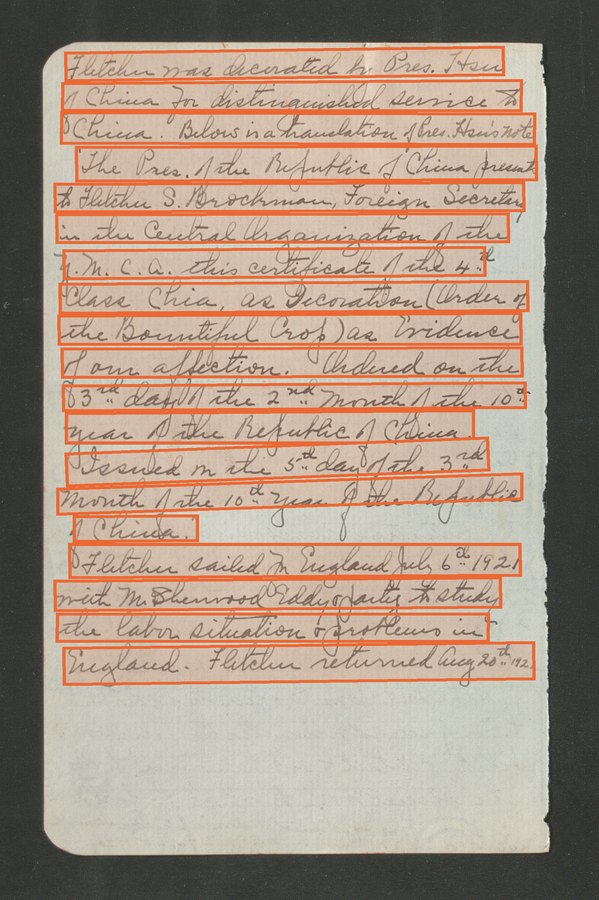 Fletcher was decorated by Pres. Hsu
of China for distinguished service to
China. Below is a translation of Pres. Hsu's note
"The Pres. of the Republic of China presents
to Fletcher S. Brockman, Foreign Secretary
in the Central Organization of the
Y. M. C. A. this certificate of the 4th
Class Chia, as Decoration (Order of
the Bountiful Crop) as Evidence
of our affection. Ordered on the
3rd day of the 2nd month of the 10th
year of the Republic of China.
Issued on the 5th day of the 3rd
Month of the 10th year of the Republic
of China."
Fletcher sailed for England July 6th 1921
with Mr. Sherwood Eddy & party to study
the labor situation & problems in
England. Fletcher returned Aug 20th 192